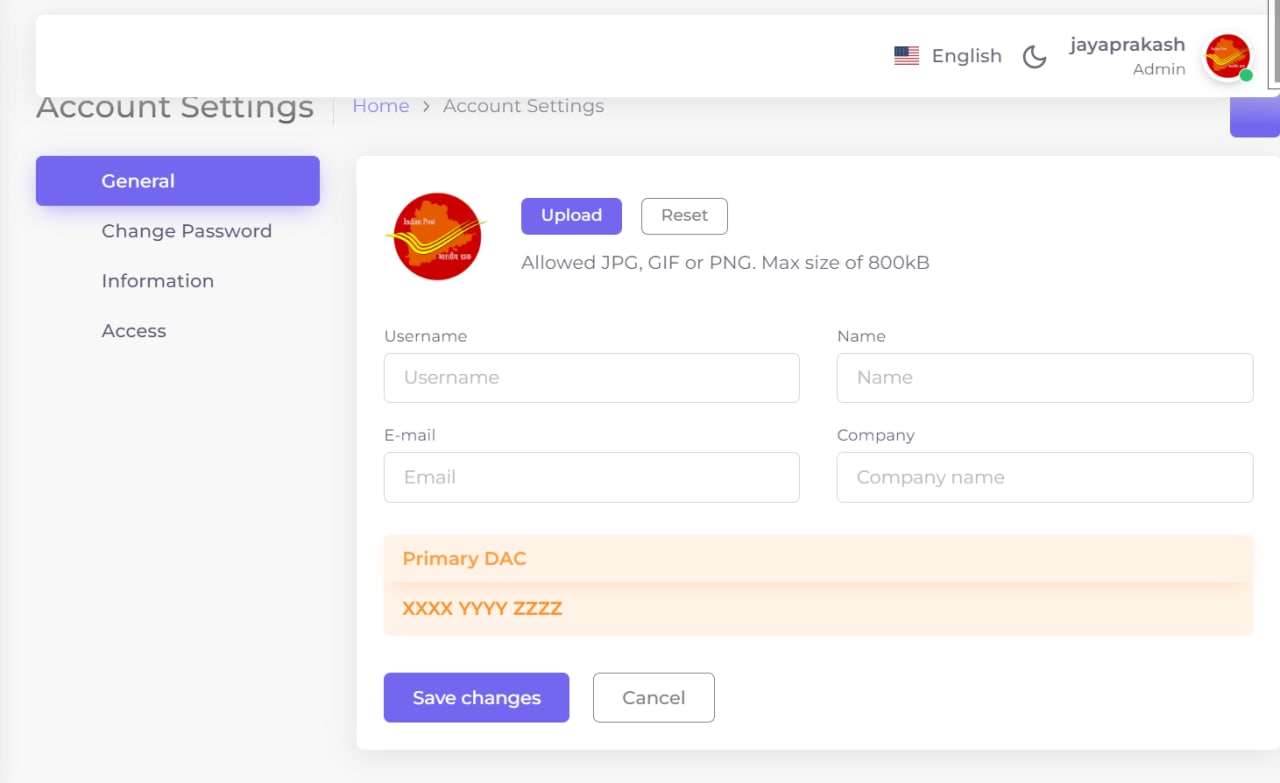 English
jayaprakash
Admin
Account Settings
Home > Account Settings
General
Change Password
Information
Access
Indian Post
भारतीय डाक
Upload
Reset
Allowed JPG, GIF or PNG. Max size of 800kB
Username
Username
Name
Name
E-mail
Email
Company
Company name
Primary DAC
XXXX YYYY ZZZZ
Save changes
Cancel